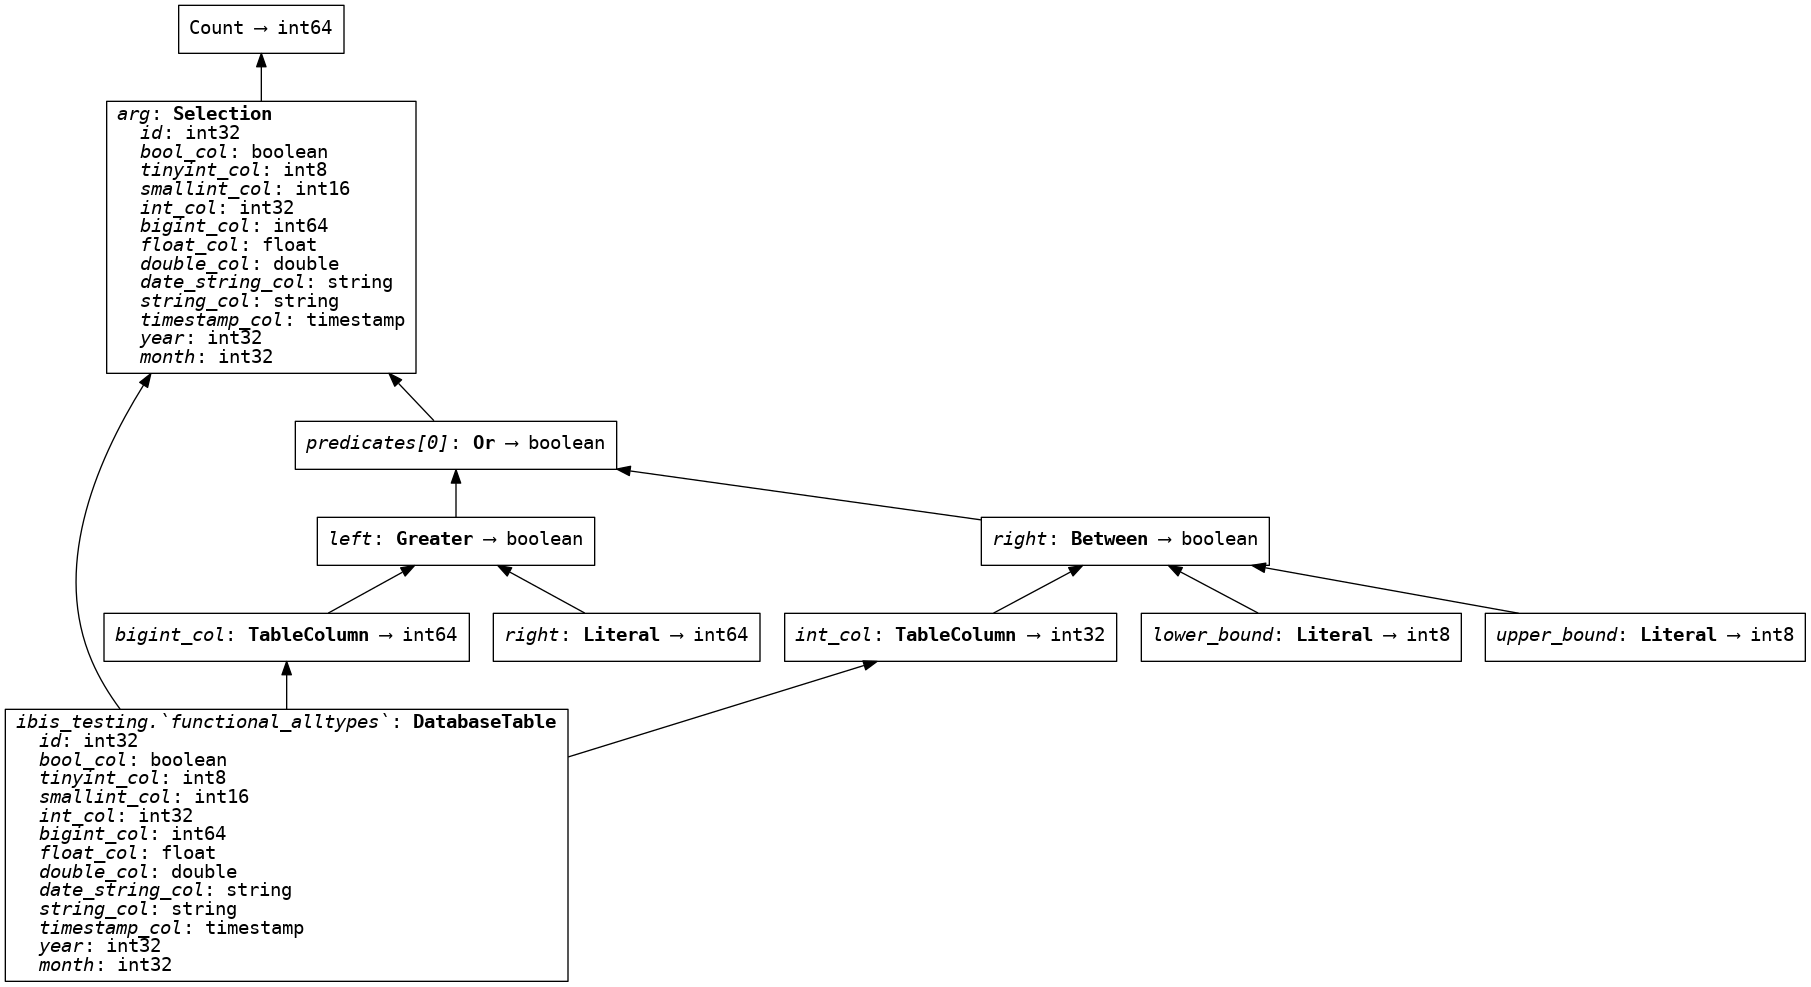 Count → int64
arg: Selection
id: int32
bool_col: boolean
tinyint_col: int8
smallint_col: int16
int_col: int32
bigint_col: int64
float_col: float
double_col: double
date_string_col: string
string_col: string
timestamp_col: timestamp
year: int32
month: int32
predicates[0]: Or → boolean
left: Greater → boolean
right: Between → boolean
bigint_col: TableColumn → int64
right: Literal → int64
int_col: TableColumn → int32
lower_bound: Literal → int8
upper_bound: Literal → int8
ibis_testing.`functional_alltypes`: DatabaseTable
id: int32
bool_col: boolean
tinyint_col: int8
smallint_col: int16
int_col: int32
bigint_col: int64
float_col: float
double_col: double
date_string_col: string
string_col: string
timestamp_col: timestamp
year: int32
month: int32